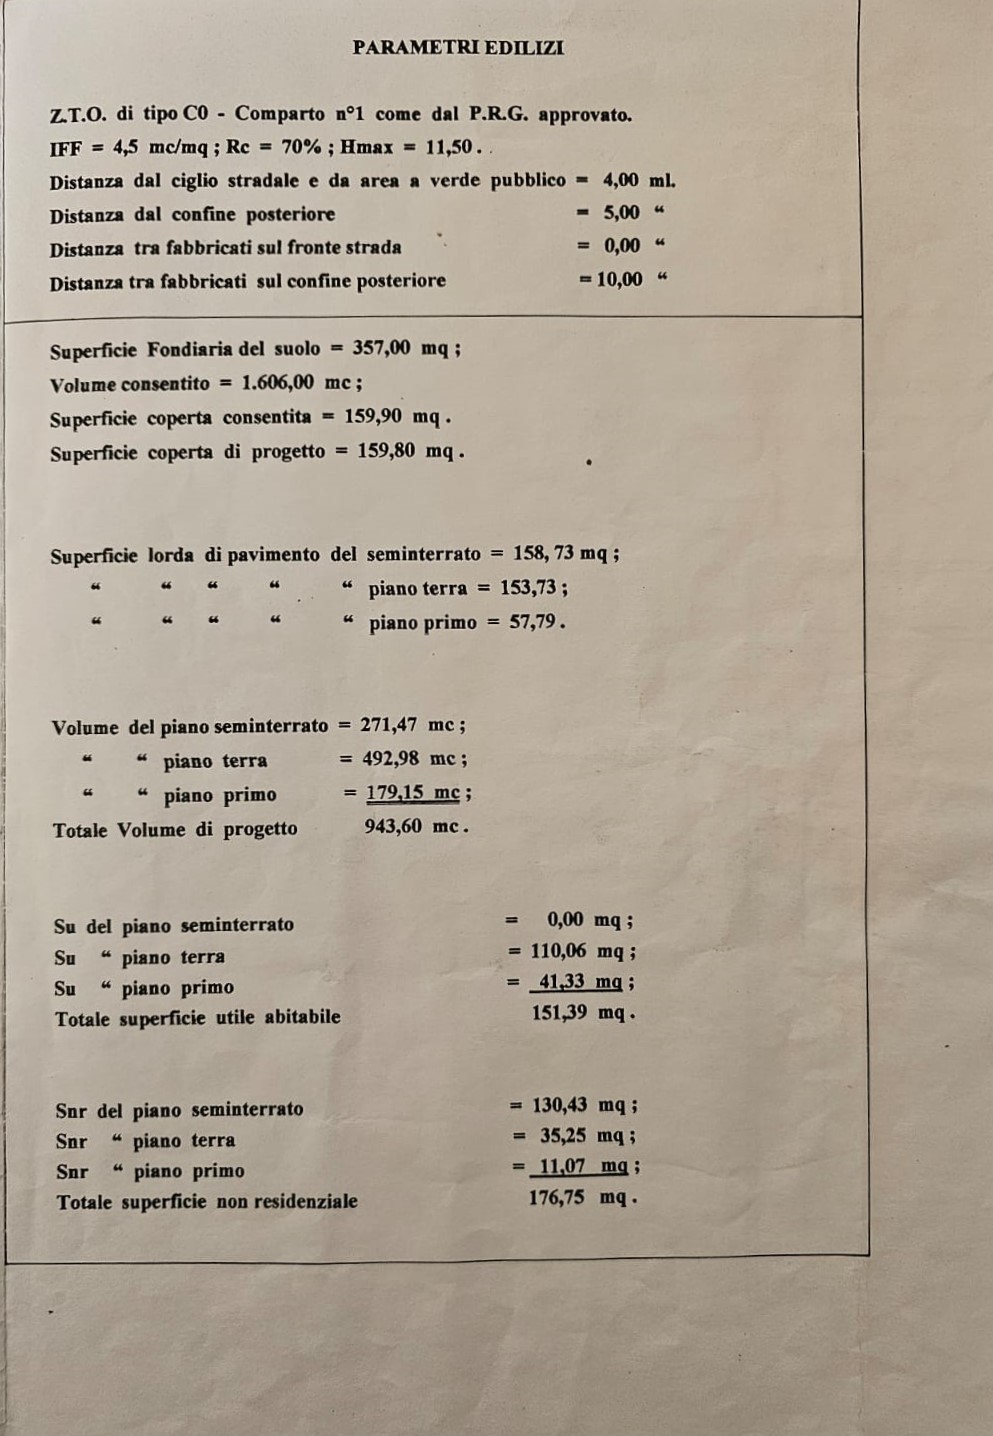 PARAMETRI EDILIZI
Z.T.O. di tipo C0 - Comparto n°1 come dal P.R.G. approvato.
IFF = 4,5 mc/mq ; Rc = 70% ; Hmax = 11,50 .
Distanza dal ciglio stradale e da area a verde pubblico = 4,00 ml.
Distanza dal confine posteriore = 5,00 “
Distanza tra fabbricati sul fronte strada = 0,00 “
Distanza tra fabbricati sul confine posteriore = 10,00 “
Superficie Fondiaria del suolo = 357,00 mq ;
Volume consentito = 1.606,00 mc ;
Superficie coperta consentita = 159,90 mq .
Superficie coperta di progetto = 159,80 mq .
Superficie lorda di pavimento del seminterrato = 158, 73 mq ;
“ “ “ “ “ piano terra = 153,73 ;
“ “ “ “ “ piano primo = 57,79 .
Volume del piano seminterrato = 271,47 mc ;
“ “ piano terra = 492,98 mc ;
“ “ piano primo = 179,15 mc ;
Totale Volume di progetto 943,60 mc .
Su del piano seminterrato = 0,00 mq ;
Su “ piano terra = 110,06 mq ;
Su “ piano primo = 41,33 mq ;
Totale superficie utile abitabile 151,39 mq .
Snr del piano seminterrato = 130,43 mq ;
Snr “ piano terra = 35,25 mq ;
Snr “ piano primo = 11,07 mq ;
Totale superficie non residenziale 176,75 mq .